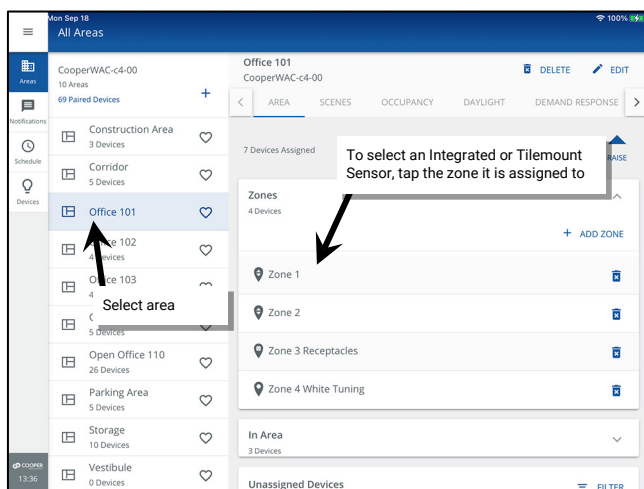 Mon Sep 18
100%
All Areas
Areas
Notifications
Schedule
Devices
COOPER
13:36
CooperWAC-c4-00
10 Areas
69 Paired Devices
+
Construction Area
3 Devices
Corridor
5 Devices
Office 101
Office 102
4 Devices
Office 103
4
5 Devices
Open Office 110
26 Devices
Parking Area
5 Devices
Storage
10 Devices
Vestibule
0 Devices
Select area
Office 101
CooperWAC-c4-00
DELETE
EDIT
AREA SCENES OCCUPANCY DAYLIGHT DEMAND RESPONSE
7 Devices Assigned
RAISE
To select an Integrated or Tilemount
Sensor, tap the zone it is assigned to
Zones
4 Devices
+ ADD ZONE
Zone 1
Zone 2
Zone 3 Receptacles
Zone 4 White Tuning
In Area
3 Devices
Unassigned Devices
FILTER